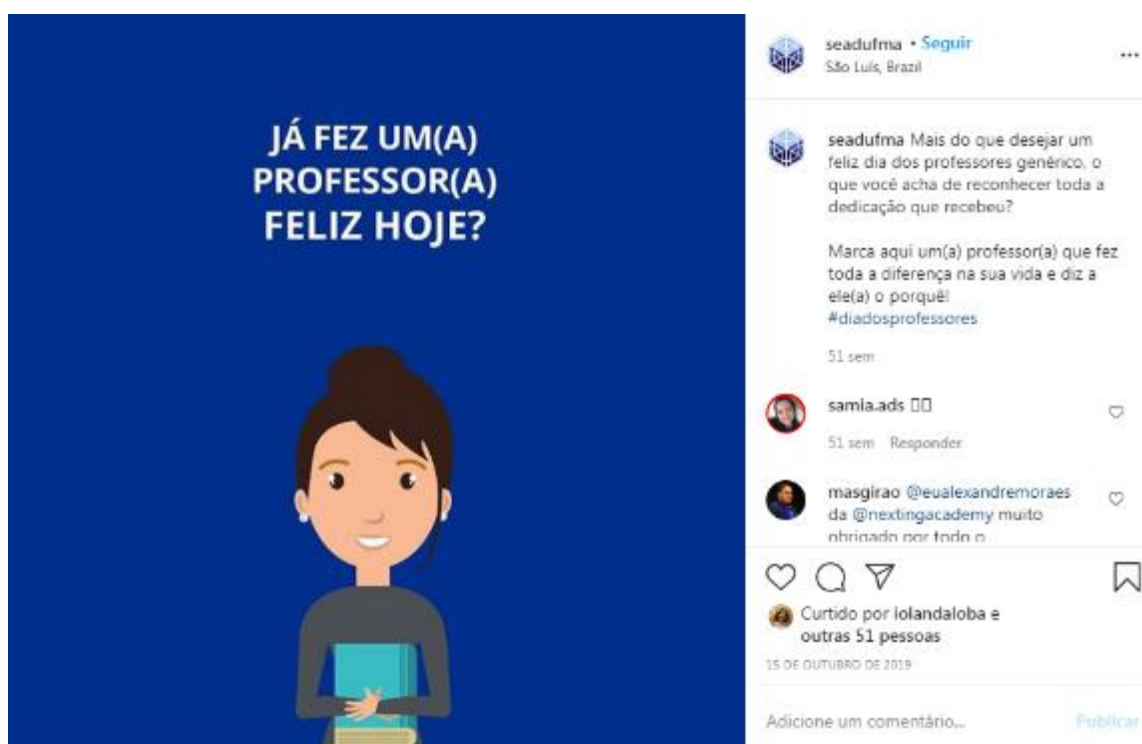 JÁ FEZ UM(A)
PROFESSOR(A)
FELIZ HOJE?
seadufma • Seguir
São Luís, Brazil
seadufma Mais do que desejar um
feliz dia dos professores genérico, o
que você acha de reconhecer toda a
dedicação que recebeu?
Marca aqui um(a) professor(a) que fez
toda a diferença na sua vida e diz a
ele(a) o porquê!
#diadosprofessores
51 sem
samia.ads
51 sem Responder
masgirao @eualexandremoraes
da @nextingacademy muito
obrigado por todo o
Curtido por iolandaloba e
outras 51 pessoas
15 DE OUTUBRO DE 2019
Adicione um comentário... Publicar